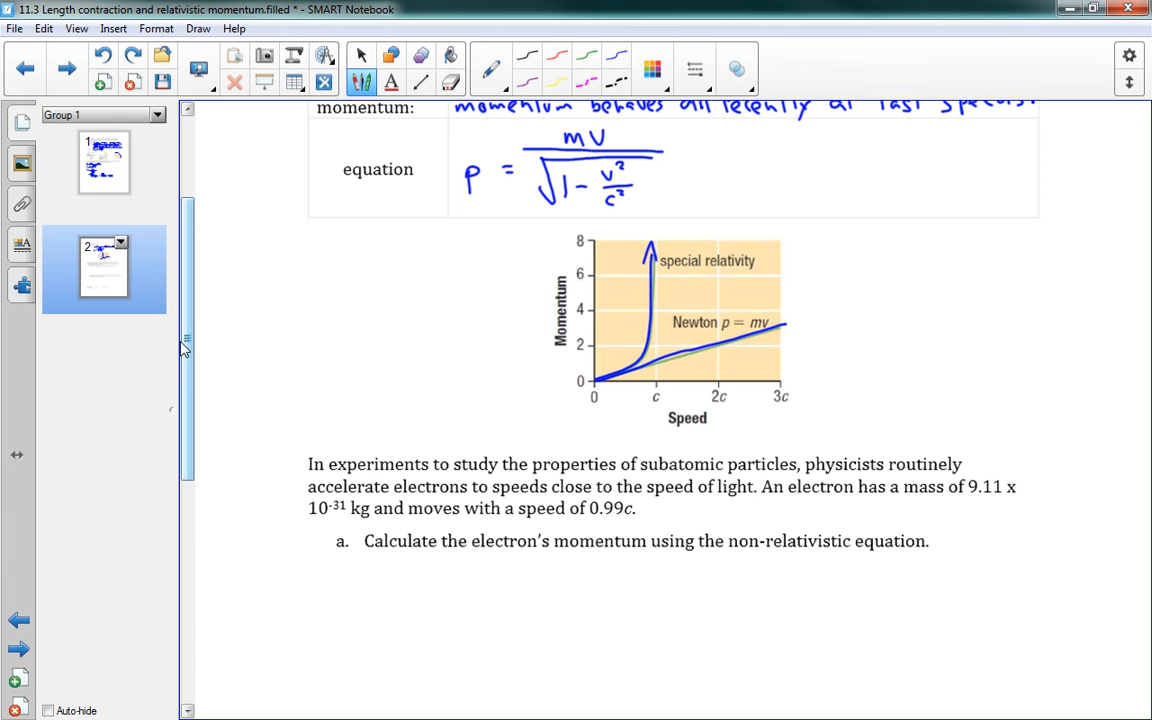 11.3 Length contraction and relativistic momentum.filled * - SMART Notebook
File Edit View Insert Format Draw Help
Group 1
1
2
momentum:
momentum behaves differently at fast speeds.
equation
p = mv / √1 - v²/c²
8
6
4
2
0
Momentum
special relativity
Newton p = mv
0 c 2c 3c
Speed
In experiments to study the properties of subatomic particles, physicists routinely
accelerate electrons to speeds close to the speed of light. An electron has a mass of 9.11 x
10⁻³¹ kg and moves with a speed of 0.99c.
a. Calculate the electron's momentum using the non-relativistic equation.
Auto-hide